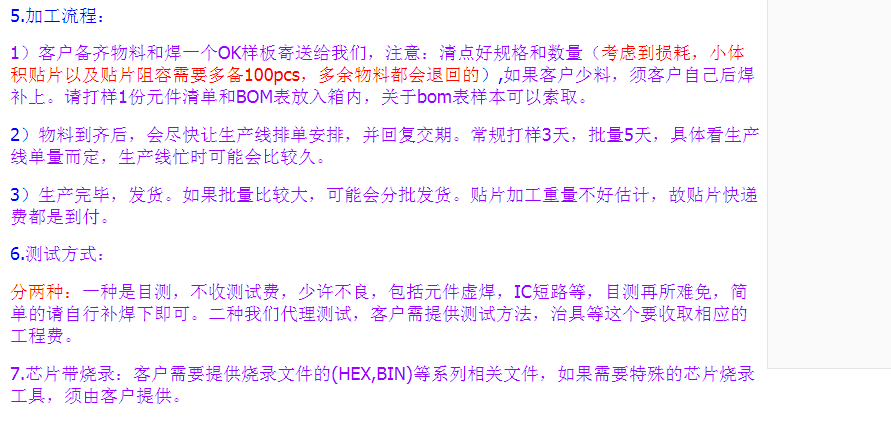 5.加工流程：
1）客户备齐物料和焊一个OK样板寄送给我们，注意：清点好规格和数量（考虑到损耗，小体
积贴片以及贴片阻容需要多备100pcs，多余物料都会退回的）,如果客户少料，须客户自己后焊
补上。请打样1份元件清单和BOM表放入箱内，关于bom表样本可以索取。
2）物料到齐后，会尽快让生产线排单安排，并回复交期。常规打样3天，批量5天，具体看生产
线单量而定，生产线忙时可能会比较久。
3）生产完毕，发货。如果批量比较大，可能会分批发货。贴片加工重量不好估计，故贴片快递
费都是到付。
6.测试方式：
分两种：一种是目测，不收测试费，少许不良，包括元件虚焊，IC短路等，目测再所难免，简
单的请自行补焊下即可。二种我们代理测试，客户需提供测试方法，治具等这个要收取相应的
工程费。
7.芯片带烧录：客户需要提供烧录文件的(HEX,BIN)等系列相关文件，如果需要特殊的芯片烧录
工具，须由客户提供。